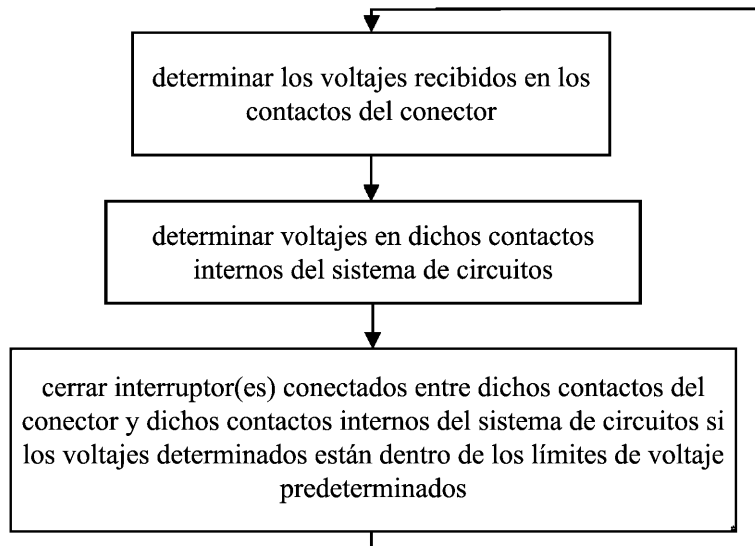 determinar los voltajes recibidos en los
contactos del conector
determinar voltajes en dichos contactos
internos del sistema de circuitos
cerrar interruptor(es) conectados entre dichos contactos del
conector y dichos contactos internos del sistema de circuitos si
los voltajes determinados están dentro de los límites de voltaje
predeterminados